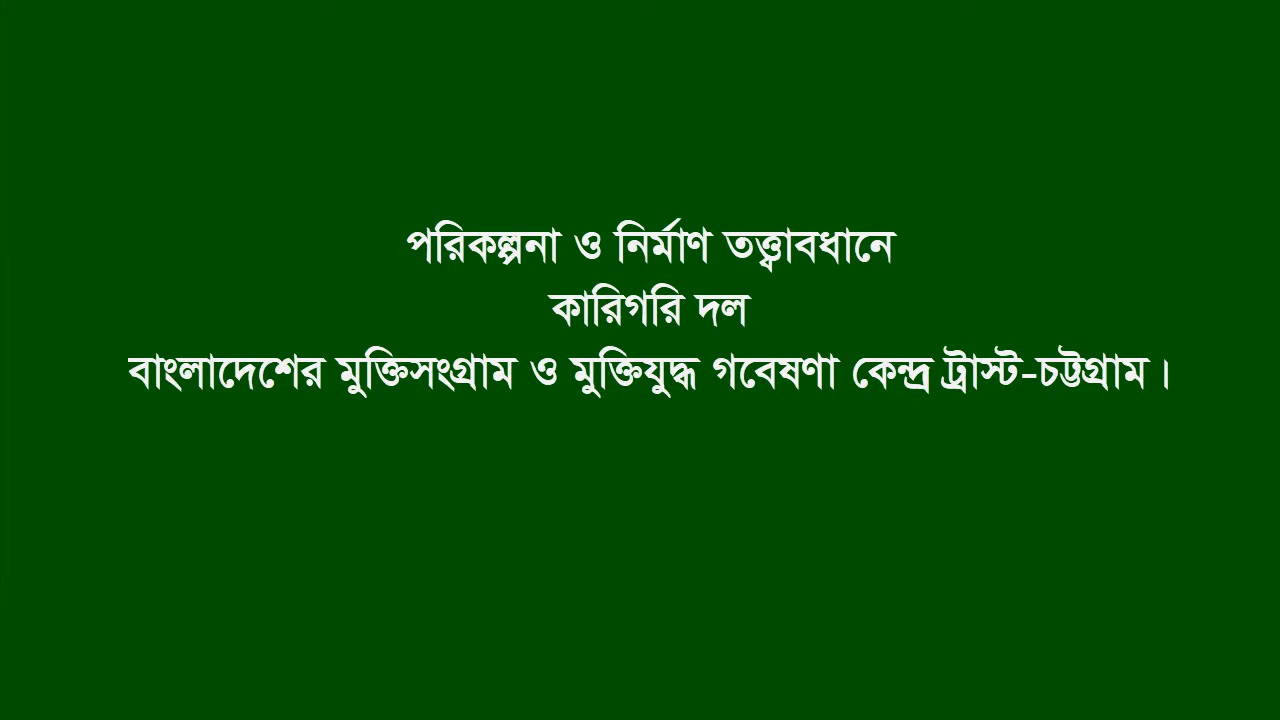 পরিকল্পনা ও নির্মাণ তত্ত্বাবধানে
কারিগরি দল
বাংলাদেশের মুক্তিসংগ্রাম ও মুক্তিযুদ্ধ গবেষণা কেন্দ্র ট্রাস্ট-চট্টগ্রাম।